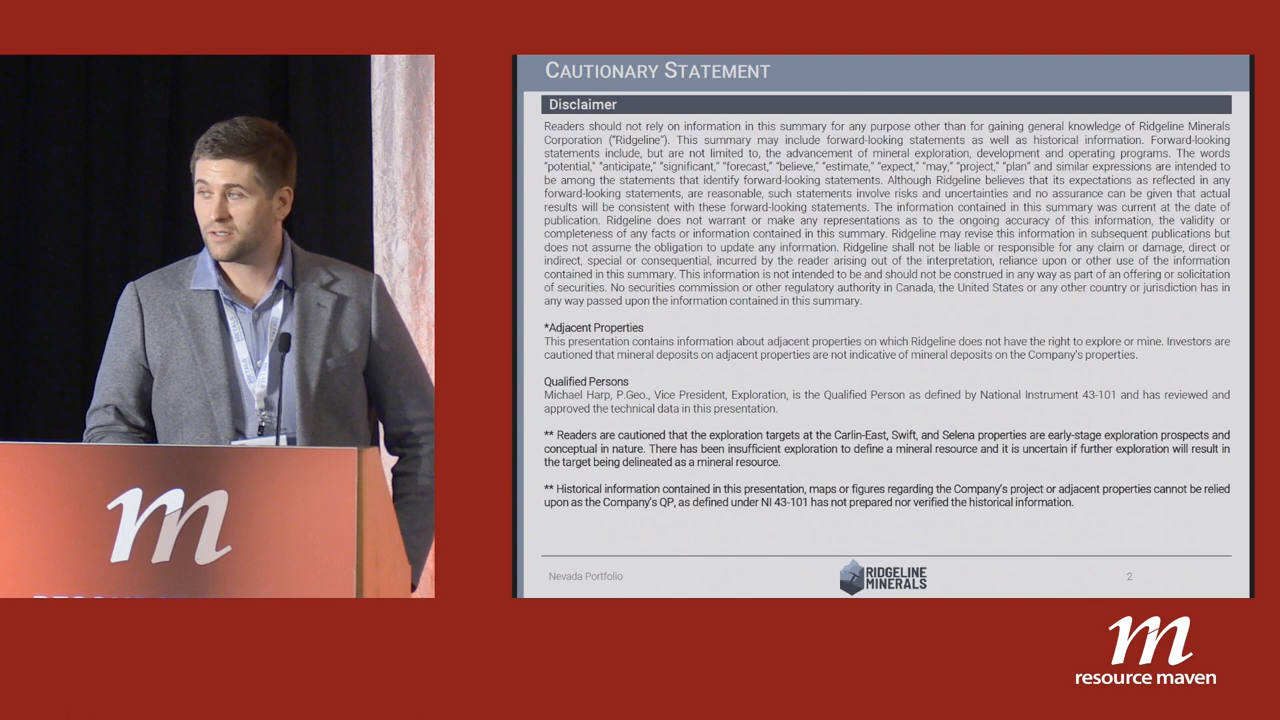 CAUTIONARY STATEMENT
Disclaimer
Readers should not rely on information in this summary for any purpose other than for gaining general knowledge of Ridgeline Minerals
Corporation (“Ridgeline”). This summary may include forward-looking statements as well as historical information. Forward-looking
statements include, but are not limited to, the advancement of mineral exploration, development and operating programs. The words
“potential,” “anticipate,” “significant,” “forecast,” “believe,” “estimate,” “expect,” “may,” “project,” “plan” and similar expressions are intended to
be among the statements that identify forward-looking statements. Although Ridgeline believes that its expectations as reflected in any
forward-looking statements, are reasonable, such statements involve risks and uncertainties and no assurance can be given that actual
results will be consistent with these forward-looking statements. The information contained in this summary was current at the date of
publication. Ridgeline does not warrant or make any representations as to the ongoing accuracy of this information, the validity or
completeness of any facts or information contained in this summary. Ridgeline may revise this information in subsequent publications but
does not assume the obligation to update any information. Ridgeline shall not be liable or responsible for any claim or damage, direct or
indirect, special or consequential, incurred by the reader arising out of the interpretation, reliance upon or other use of the information
contained in this summary. This information is not intended to be and should not be construed in any way as part of an offering or solicitation
of securities. No securities commission or other regulatory authority in Canada, the United States or any other country or jurisdiction has in
any way passed upon the information contained in this summary.
*Adjacent Properties
This presentation contains information about adjacent properties on which Ridgeline does not have the right to explore or mine. Investors are
cautioned that mineral deposits on adjacent properties are not indicative of mineral deposits on the Company's properties.
Qualified Persons
Michael Harp, P.Geo., Vice President, Exploration, is the Qualified Person as defined by National Instrument 43-101 and has reviewed and
approved the technical data in this presentation.
** Readers are cautioned that the exploration targets at the Carlin-East, Swift, and Selena properties are early-stage exploration prospects and
conceptual in nature. There has been insufficient exploration to define a mineral resource and it is uncertain if further exploration will result in
the target being delineated as a mineral resource.
** Historical information contained in this presentation, maps or figures regarding the Company's project or adjacent properties cannot be relied
upon as the Company's QP, as defined under NI 43-101 has not prepared nor verified the historical information.
Nevada Portfolio
RIDGELINE
MINERALS
2
m
m
resource maven